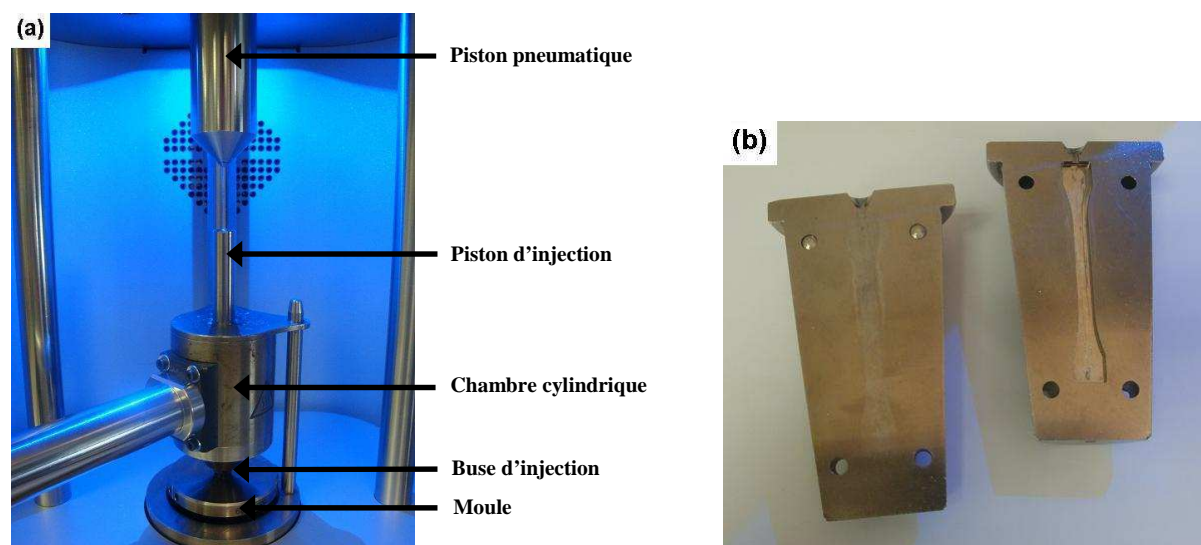 (a)
Piston pneumatique
Piston d'injection
Chambre cylindrique
Buse d'injection
Moule
(b)